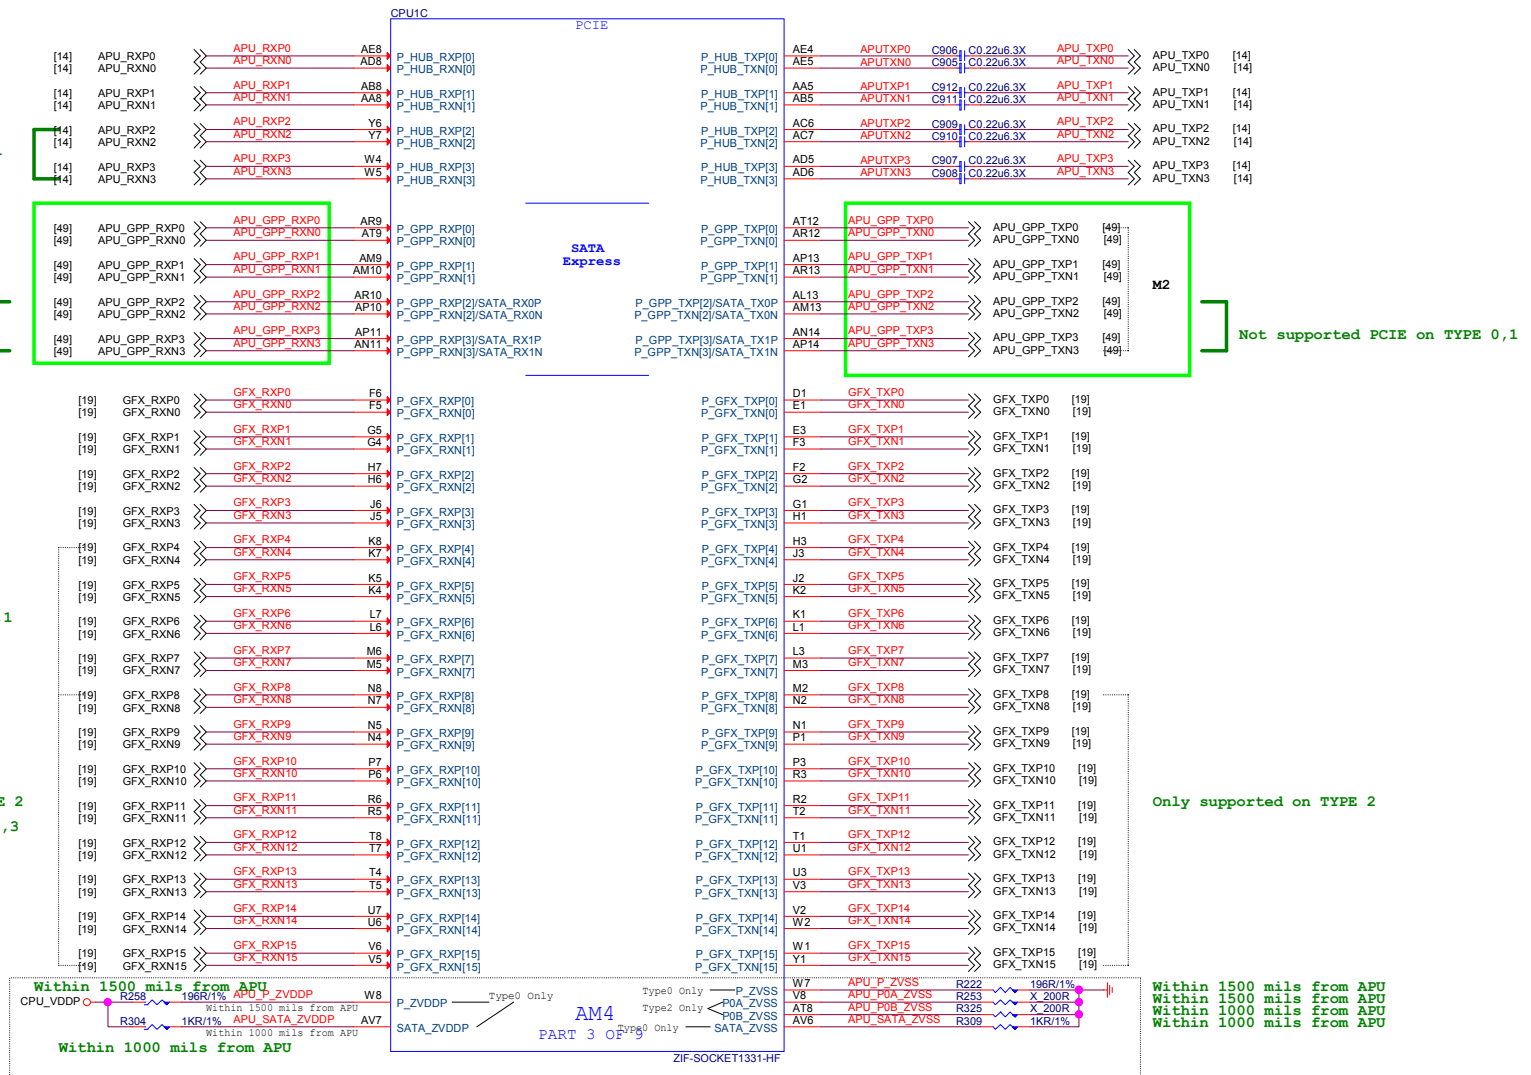 CPU1C
PCIE
[14] APU_RXP0 APU_RXP0 AE8 P_HUB_RXP[0] P_HUB_TXP[0] AE4 APUTXP0 C906 C0.22u6.3X APU_TXP0 APU_TXP0 [14]
[14] APU_RXN0 APU_RXN0 AD8 P_HUB_RXN[0] P_HUB_TXN[0] AE5 APUTXN0 C905 C0.22u6.3X APU_TXN0 APU_TXN0 [14]
[14] APU_RXP1 APU_RXP1 AB8 P_HUB_RXP[1] P_HUB_TXP[1] AA5 APUTXP1 C912 C0.22u6.3X APU_TXP1 APU_TXP1 [14]
[14] APU_RXN1 APU_RXN1 AA8 P_HUB_RXN[1] P_HUB_TXN[1] AB5 APUTXN1 C911 C0.22u6.3X APU_TXN1 APU_TXN1 [14]
[14] APU_RXP2 APU_RXP2 Y6 P_HUB_RXP[2] P_HUB_TXP[2] AC6 APUTXP2 C909 C0.22u6.3X APU_TXP2 APU_TXP2 [14]
[14] APU_RXN2 APU_RXN2 Y7 P_HUB_RXN[2] P_HUB_TXN[2] AC7 APUTXN2 C910 C0.22u6.3X APU_TXN2 APU_TXN2 [14]
[14] APU_RXP3 APU_RXP3 W4 P_HUB_RXP[3] P_HUB_TXP[3] AD5 APUTXP3 C907 C0.22u6.3X APU_TXP3 APU_TXP3 [14]
[14] APU_RXN3 APU_RXN3 W5 P_HUB_RXN[3] P_HUB_TXN[3] AD6 APUTXN3 C908 C0.22u6.3X APU_TXN3 APU_TXN3 [14]
[49] APU_GPP_RXP0 APU_GPP_RXP0 AR9 P_GPP_RXP[0] P_GPP_TXP[0] AT12 APU_GPP_TXP0 APU_GPP_TXP0 [49]
[49] APU_GPP_RXN0 APU_GPP_RXN0 AT9 P_GPP_RXN[0] P_GPP_TXN[0] AR12 APU_GPP_TXN0 APU_GPP_TXN0 [49]
SATA
Express
[49] APU_GPP_RXP1 APU_GPP_RXP1 AM9 P_GPP_RXP[1] P_GPP_TXP[1] AP13 APU_GPP_TXP1 APU_GPP_TXP1 [49]
[49] APU_GPP_RXN1 APU_GPP_RXN1 AM10 P_GPP_RXN[1] P_GPP_TXN[1] AR13 APU_GPP_TXN1 APU_GPP_TXN1 [49]
M2
[49] APU_GPP_RXP2 APU_GPP_RXP2 AR10 P_GPP_RXP[2]/SATA_RX0P P_GPP_TXP[2]/SATA_TX0P AL13 APU_GPP_TXP2 APU_GPP_TXP2 [49]
[49] APU_GPP_RXN2 APU_GPP_RXN2 AP10 P_GPP_RXN[2]/SATA_RX0N P_GPP_TXN[2]/SATA_TX0N AM13 APU_GPP_TXN2 APU_GPP_TXN2 [49]
Not supported PCIE on TYPE 0,1
[49] APU_GPP_RXP3 APU_GPP_RXP3 AP11 P_GPP_RXP[3]/SATA_RX1P P_GPP_TXP[3]/SATA_TX1P AN14 APU_GPP_TXP3 APU_GPP_TXP3 [49]
[49] APU_GPP_RXN3 APU_GPP_RXN3 AN11 P_GPP_RXN[3]/SATA_RX1N P_GPP_TXN[3]/SATA_TX1N AP14 APU_GPP_TXN3 APU_GPP_TXN3 [49]
[19] GFX_RXP0 GFX_RXP0 F6 P_GFX_RXP[0] P_GFX_TXP[0] D1 GFX_TXP0 GFX_TXP0 [19]
[19] GFX_RXN0 GFX_RXN0 F5 P_GFX_RXN[0] P_GFX_TXN[0] E1 GFX_TXN0 GFX_TXN0 [19]
[19] GFX_RXP1 GFX_RXP1 G5 P_GFX_RXP[1] P_GFX_TXP[1] E3 GFX_TXP1 GFX_TXP1 [19]
[19] GFX_RXN1 GFX_RXN1 G4 P_GFX_RXN[1] P_GFX_TXN[1] F3 GFX_TXN1 GFX_TXN1 [19]
[19] GFX_RXP2 GFX_RXP2 H7 P_GFX_RXP[2] P_GFX_TXP[2] F2 GFX_TXP2 GFX_TXP2 [19]
[19] GFX_RXN2 GFX_RXN2 H6 P_GFX_RXN[2] P_GFX_TXN[2] G2 GFX_TXN2 GFX_TXN2 [19]
[19] GFX_RXP3 GFX_RXP3 J6 P_GFX_RXP[3] P_GFX_TXP[3] G1 GFX_TXP3 GFX_TXP3 [19]
[19] GFX_RXN3 GFX_RXN3 J5 P_GFX_RXN[3] P_GFX_TXN[3] H1 GFX_TXN3 GFX_TXN3 [19]
[19] GFX_RXP4 GFX_RXP4 K8 P_GFX_RXP[4] P_GFX_TXP[4] H3 GFX_TXP4 GFX_TXP4 [19]
[19] GFX_RXN4 GFX_RXN4 K7 P_GFX_RXN[4] P_GFX_TXN[4] J3 GFX_TXN4 GFX_TXN4 [19]
[19] GFX_RXP5 GFX_RXP5 K5 P_GFX_RXP[5] P_GFX_TXP[5] J2 GFX_TXP5 GFX_TXP5 [19]
[19] GFX_RXN5 GFX_RXN5 K4 P_GFX_RXN[5] P_GFX_TXN[5] K2 GFX_TXN5 GFX_TXN5 [19]
,1
[19] GFX_RXP6 GFX_RXP6 L7 P_GFX_RXP[6] P_GFX_TXP[6] K1 GFX_TXP6 GFX_TXP6 [19]
[19] GFX_RXN6 GFX_RXN6 L6 P_GFX_RXN[6] P_GFX_TXN[6] L1 GFX_TXN6 GFX_TXN6 [19]
[19] GFX_RXP7 GFX_RXP7 M6 P_GFX_RXP[7] P_GFX_TXP[7] L3 GFX_TXP7 GFX_TXP7 [19]
[19] GFX_RXN7 GFX_RXN7 M5 P_GFX_RXN[7] P_GFX_TXN[7] M3 GFX_TXN7 GFX_TXN7 [19]
[19] GFX_RXP8 GFX_RXP8 N8 P_GFX_RXP[8] P_GFX_TXP[8] M2 GFX_TXP8 GFX_TXP8 [19]
[19] GFX_RXN8 GFX_RXN8 N7 P_GFX_RXN[8] P_GFX_TXN[8] N2 GFX_TXN8 GFX_TXN8 [19]
[19] GFX_RXP9 GFX_RXP9 N5 P_GFX_RXP[9] P_GFX_TXP[9] N1 GFX_TXP9 GFX_TXP9 [19]
[19] GFX_RXN9 GFX_RXN9 N4 P_GFX_RXN[9] P_GFX_TXN[9] P1 GFX_TXN9 GFX_TXN9 [19]
[19] GFX_RXP10 GFX_RXP10 P7 P_GFX_RXP[10] P_GFX_TXP[10] P3 GFX_TXP10 GFX_TXP10 [19]
[19] GFX_RXN10 GFX_RXN10 P6 P_GFX_RXN[10] P_GFX_TXN[10] R3 GFX_TXN10 GFX_TXN10 [19]
E 2
[19] GFX_RXP11 GFX_RXP11 R6 P_GFX_RXP[11] P_GFX_TXP[11] R2 GFX_TXP11 GFX_TXP11 [19] Only supported on TYPE 2
[19] GFX_RXN11 GFX_RXN11 R5 P_GFX_RXN[11] P_GFX_TXN[11] T2 GFX_TXN11 GFX_TXN11 [19]
,3
[19] GFX_RXP12 GFX_RXP12 T8 P_GFX_RXP[12] P_GFX_TXP[12] T1 GFX_TXP12 GFX_TXP12 [19]
[19] GFX_RXN12 GFX_RXN12 T7 P_GFX_RXN[12] P_GFX_TXN[12] U1 GFX_TXN12 GFX_TXN12 [19]
[19] GFX_RXP13 GFX_RXP13 T4 P_GFX_RXP[13] P_GFX_TXP[13] U3 GFX_TXP13 GFX_TXP13 [19]
[19] GFX_RXN13 GFX_RXN13 T5 P_GFX_RXN[13] P_GFX_TXN[13] V3 GFX_TXN13 GFX_TXN13 [19]
[19] GFX_RXP14 GFX_RXP14 U7 P_GFX_RXP[14] P_GFX_TXP[14] V2 GFX_TXP14 GFX_TXP14 [19]
[19] GFX_RXN14 GFX_RXN14 U6 P_GFX_RXN[14] P_GFX_TXN[14] W2 GFX_TXN14 GFX_TXN14 [19]
[19] GFX_RXP15 GFX_RXP15 V6 P_GFX_RXP[15] P_GFX_TXP[15] W1 GFX_TXP15 GFX_TXP15 [19]
[19] GFX_RXN15 GFX_RXN15 V5 P_GFX_RXN[15] P_GFX_TXN[15] Y1 GFX_TXN15 GFX_TXN15 [19]
Within 1500 mils from APU
CPU_VDDP R258 196R/1% APU_P_ZVDDP W8 P_ZVDDP Type0 Only
Within 1500 mils from APU
R304 1KR/1% APU_SATA_ZVDDP AV7 SATA_ZVDDP
Within 1000 mils from APU
Within 1000 mils from APU
Type0 Only P_ZVSS W7 APU_P_ZVSS R222 196R/1% Within 1500 mils from APU
P0A_ZVSS V8 APU_P0A_ZVSS R253 X_200R Within 1500 mils from APU
Type2 Only
P0B_ZVSS AT8 APU_P0B_ZVSS R325 X_200R Within 1000 mils from APU
Type0 Only SATA_ZVSS AV6 APU_SATA_ZVSS R309 1KR/1% Within 1000 mils from APU
AM4
PART 3 OF 9
ZIF-SOCKET1331-HF